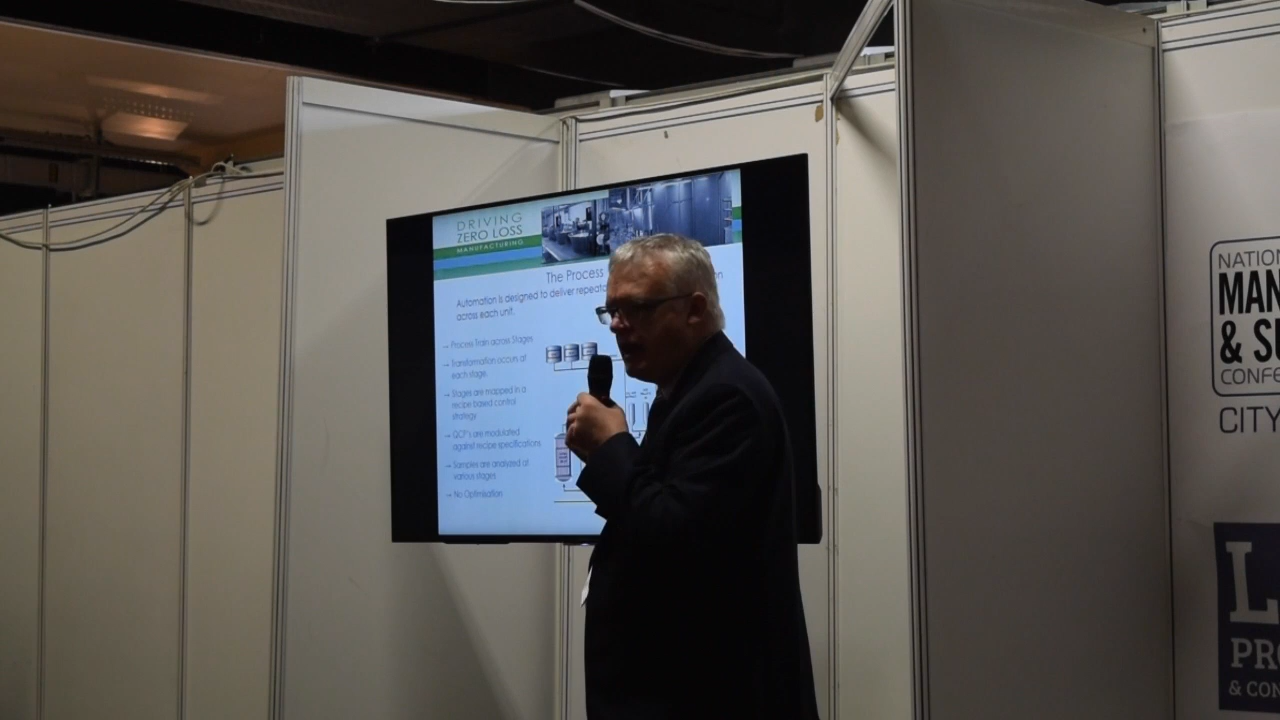 DRIVING
ZERO LOSS
MANUFACTURING
The Process
Automation is designed to deliver
across each unit.
→ Process Train across Stages
→ Transformation occurs at
each stage.
→ Stages are mapped in a
recipe based control
strategy
→ QCP's are modulated
against recipe specifications
→ Samples are analyzed at
various stages
→ No Optimisation
NATION
MAN
& SU
CONFE
CITY
L
PRO
& CON